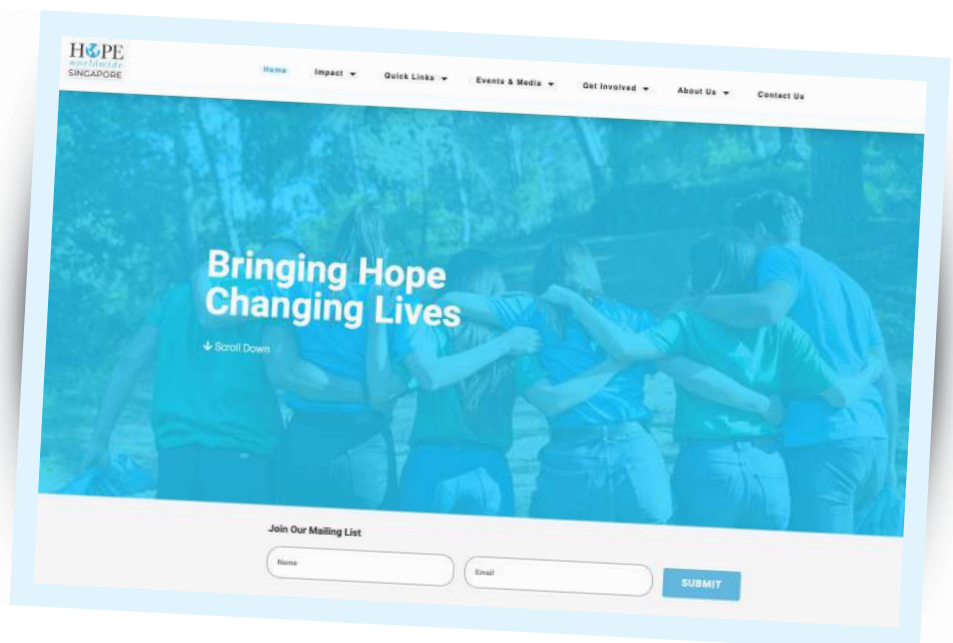 HOPE
worldwide
SINGAPORE
Home Impact Quick Links Events & Media Get Involved About Us Contact Us
Bringing Hope
Changing Lives
Scroll Down
Join Our Mailing List
Name Email SUBMIT